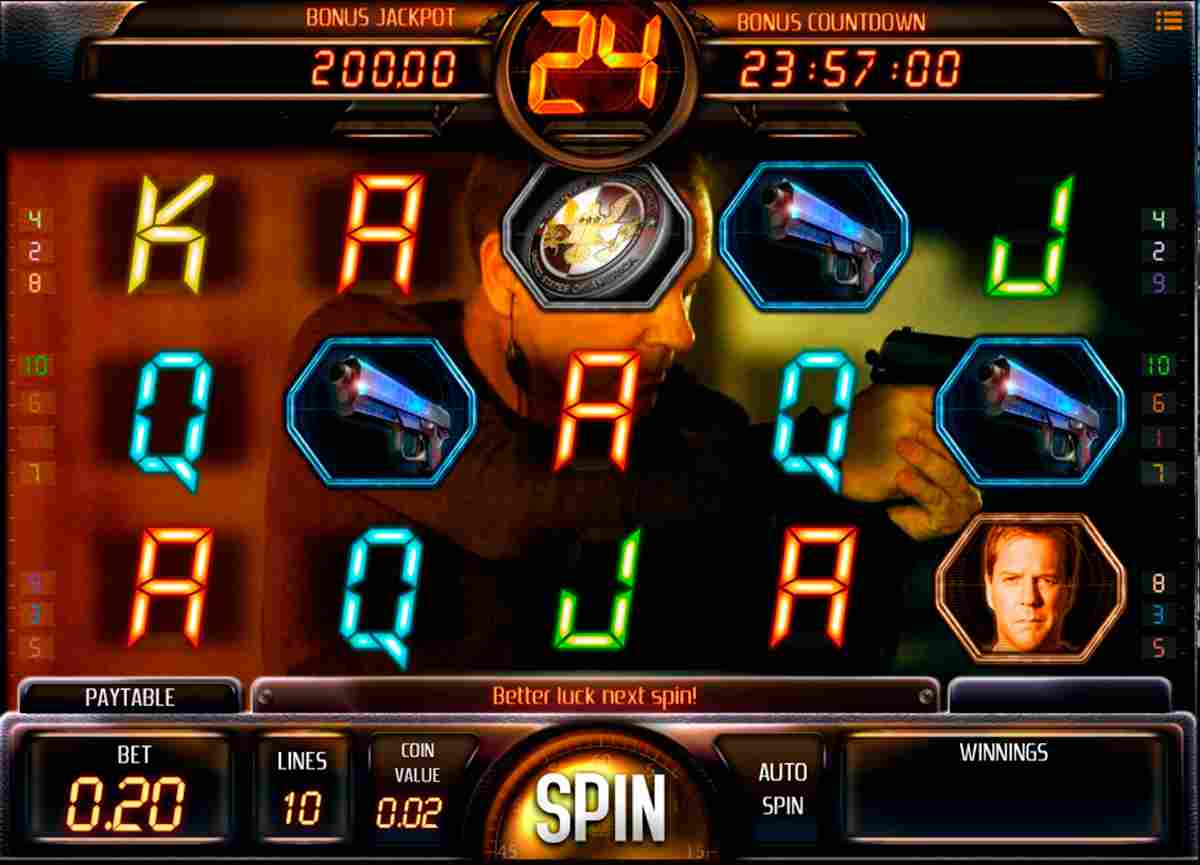 BONUS JACKPOT
24
BONUS COUNTDOWN
200,00
23:57:00
K A J
4 4
2 2
8 9
Q A Q
10 10
6 6
1
7 7
A Q J A
8
3 3
5 5
PAYTABLE
Better luck next spin!
BET
LINES
COIN
VALUE
SPIN
AUTO
SPIN
WINNINGS
0.20
10
0.02